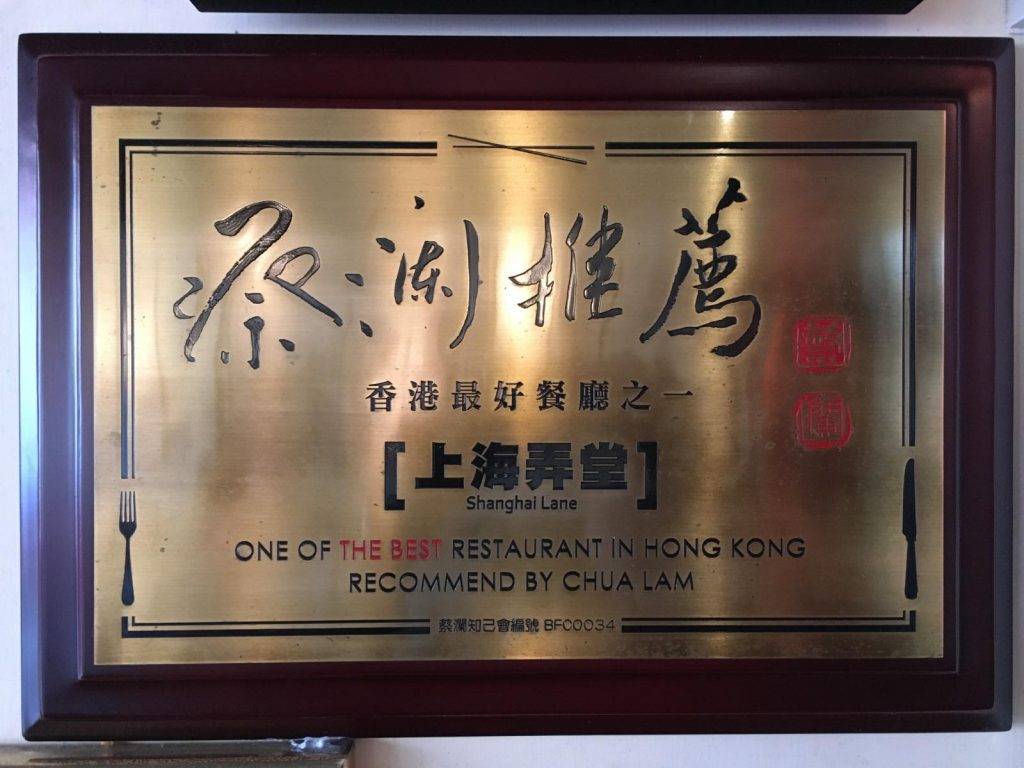 蔡瀾推薦
香港最好餐廳之一
[上海弄堂]
Shanghai Lane
ONE OF THE BEST RESTAURANT IN HONG KONG
RECOMMEND BY CHUA LAM
蔡瀾知己會編號 BFC0034